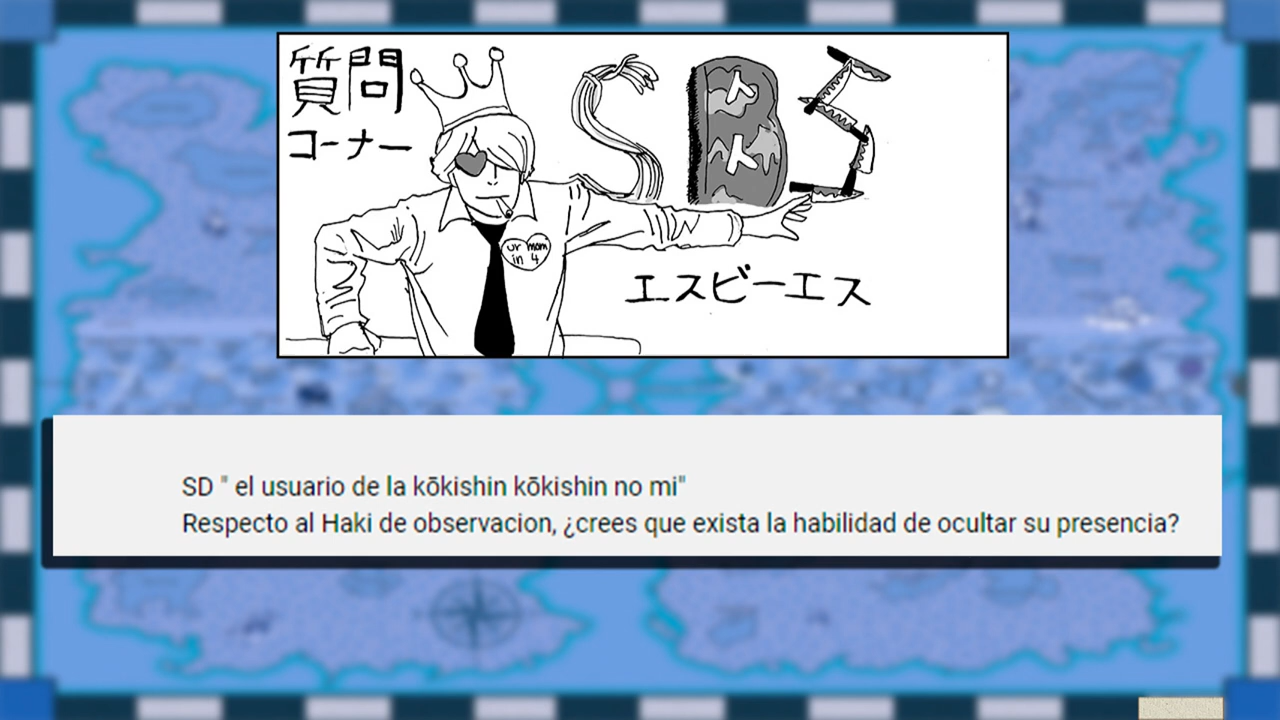 質問
コーナー
SBS
ur mom
in 4
エスビーエス
SD " el usuario de la kōkishin kōkishin no mi"
Respecto al Haki de observacion, ¿crees que exista la habilidad de ocultar su presencia?